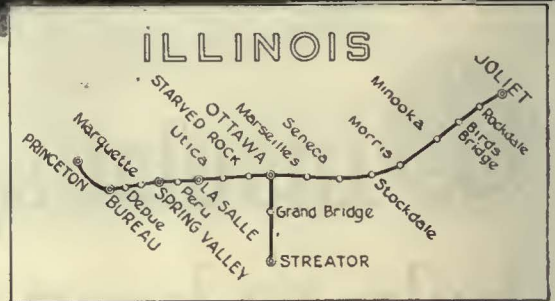 ILLINOIS
PRINCETON
BUREAU
Marquette
Depue
SPRING VALLEY
Peru
LA SALLE
Utica
STARVED ROCK
OTTAWA
Marseilles
Seneca
Stockdale
Morris
Minooka
Birds
Bridge
Rockdale
JOLIET
Grand Bridge
STREATOR